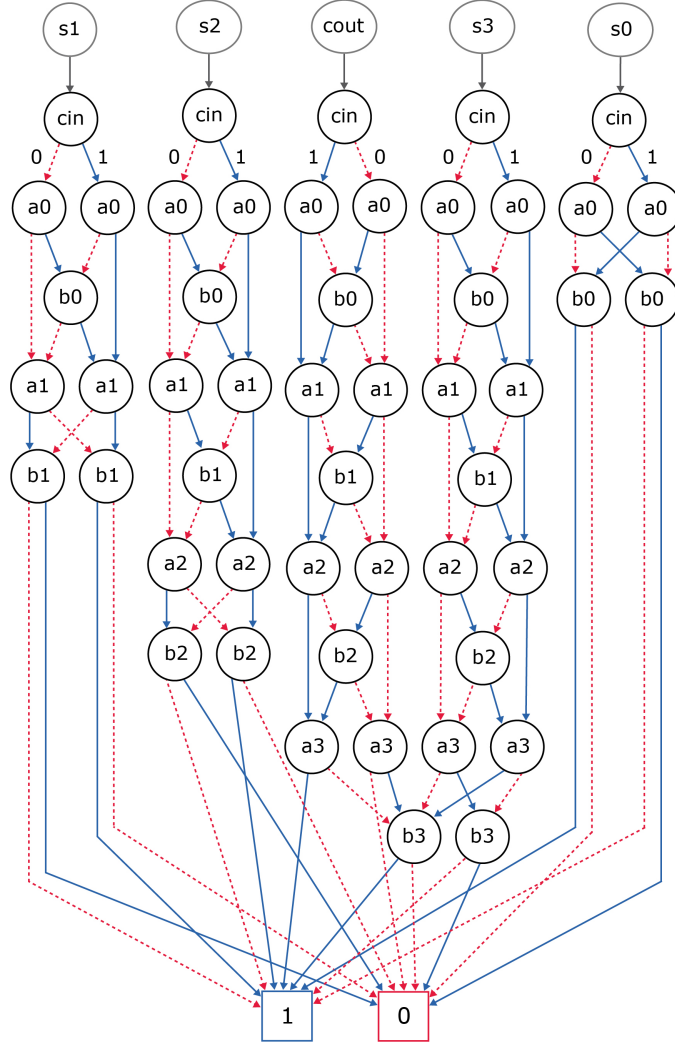 s1 s2 cout s3 s0
cin cin cin cin cin
0 1 0 1 1 0 0 1 0 1
a0 a0 a0 a0 a0 a0 a0 a0 a0 a0
b0 b0 b0 b0 b0 b0
a1 a1 a1 a1 a1 a1 a1 a1
b1 b1 b1 b1 b1
a2 a2 a2 a2 a2 a2
b2 b2 b2 b2
a3 a3 a3 a3
b3 b3
1 0